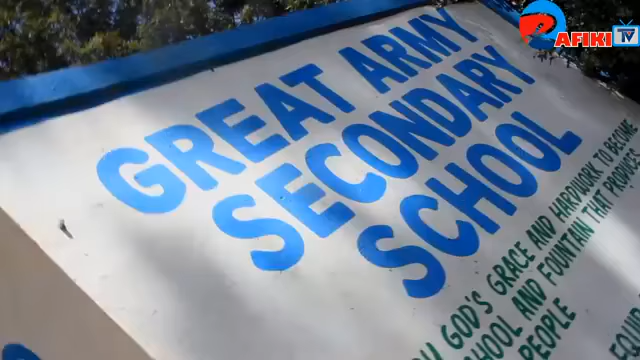 RAFIKI TV
GREAT ARMY
SECONDARY
SCHOOL
GOD'S GRACE AND HARDWORK TO BECOME
SCHOOL AND FOUNTAIN THAT PRODUCES
PEOPLE